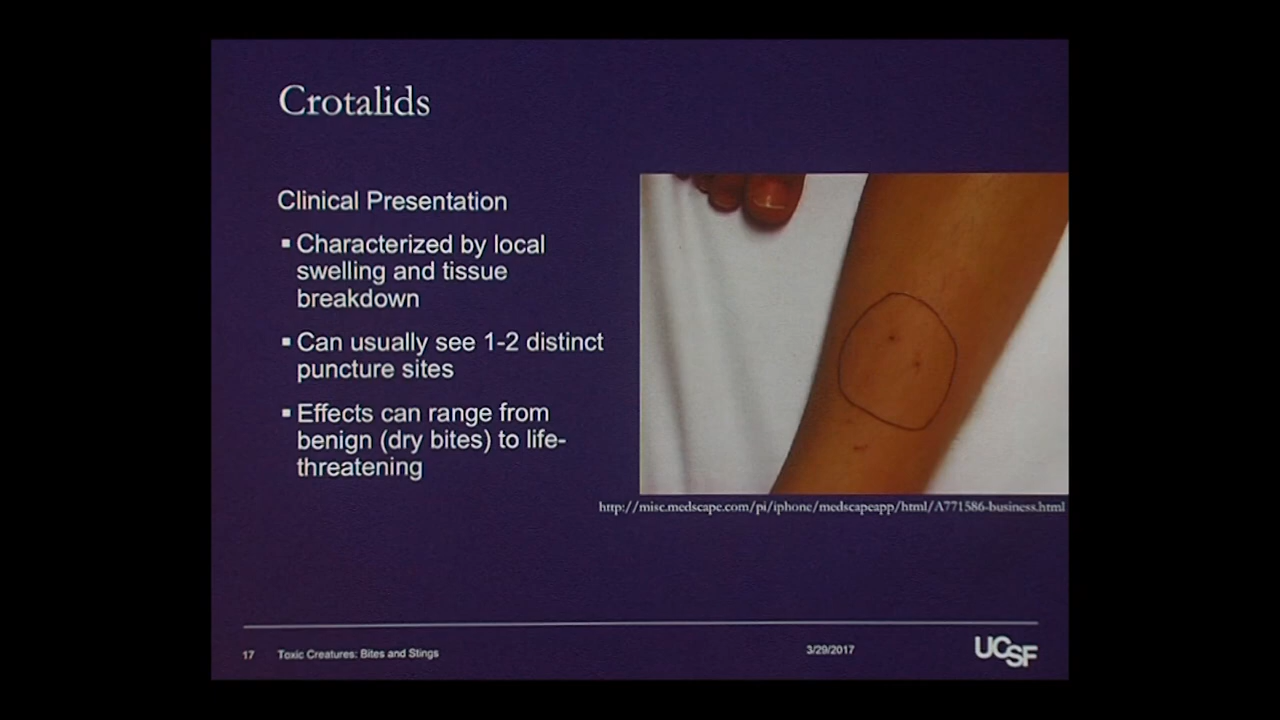 Crotalids
Clinical Presentation
▪ Characterized by local
swelling and tissue
breakdown
▪ Can usually see 1-2 distinct
puncture sites
▪ Effects can range from
benign (dry bites) to life-
threatening
http://misc.medscape.com/pi/iphone/medscapeapp/html/A771586-business.html
17 Toxic Creatures: Bites and Stings 3/29/2017 UCSF